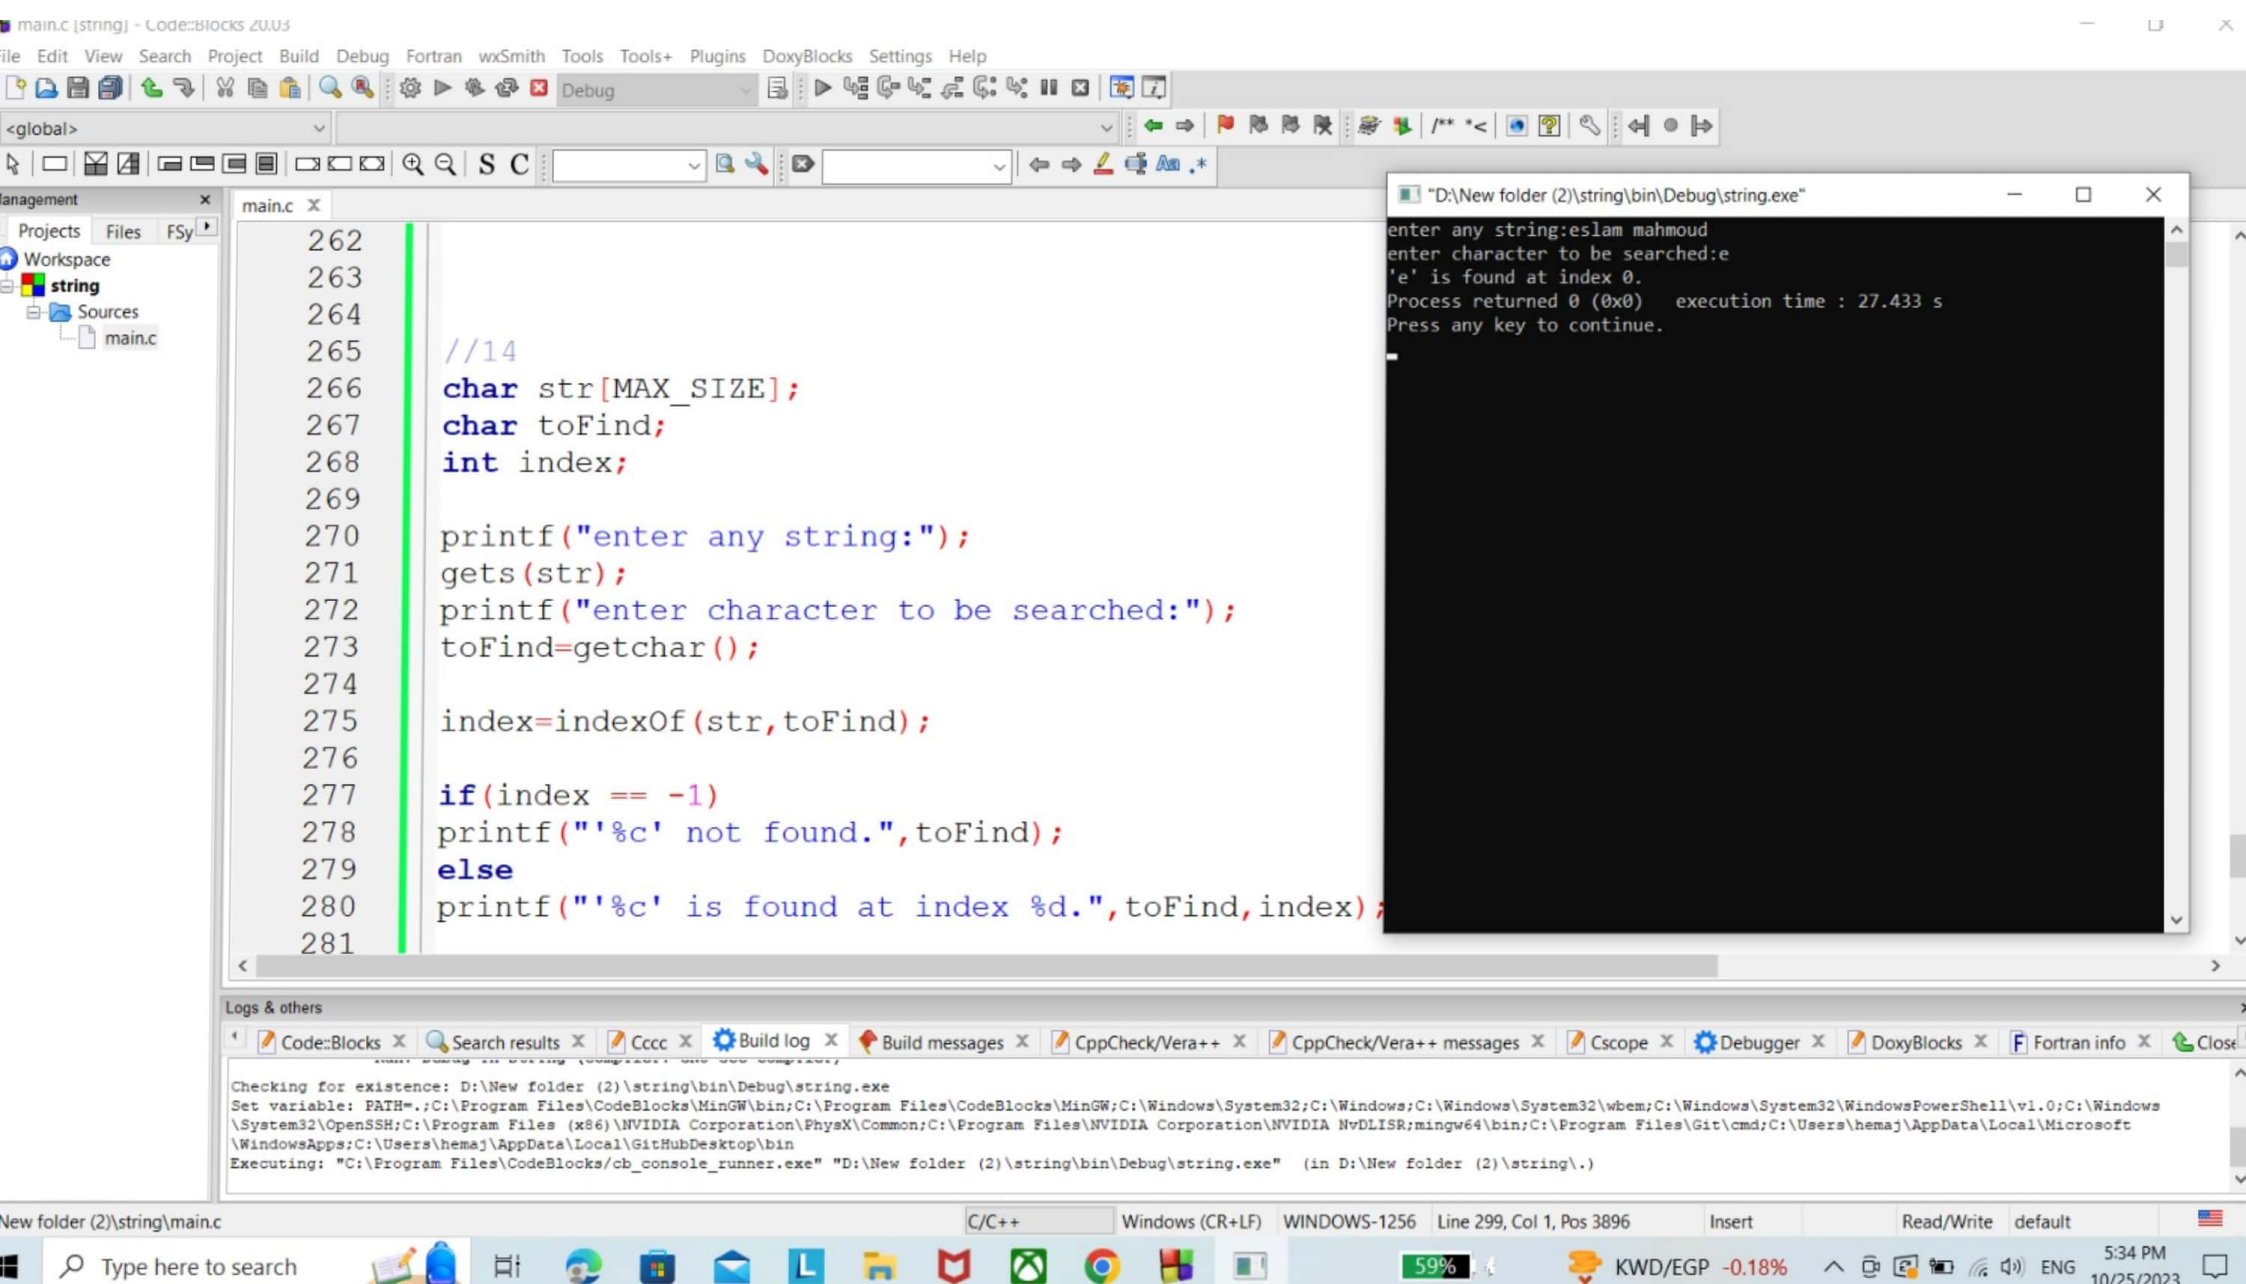 main.c [string] - Code::Blocks 20.03
File Edit View Search Project Build Debug Fortran wxSmith Tools Tools+ Plugins DoxyBlocks Settings Help
Debug
<global>
/** *<
S C
Aa .*
Management
Projects Files FSy
Workspace
string
Sources
main.c
main.c
262
263
264
265 //14
266 char str[MAX_SIZE];
267 char toFind;
268 int index;
269
270 printf("enter any string:");
271 gets(str);
272 printf("enter character to be searched:");
273 toFind=getchar();
274
275 index=indexOf(str,toFind);
276
277 if(index == -1)
278 printf("'%c' not found.",toFind);
279 else
280 printf("'%c' is found at index %d.",toFind,index);
281
"D:\New folder (2)\string\bin\Debug\string.exe"
enter any string:eslam mahmoud
enter character to be searched:e
'e' is found at index 0.
Process returned 0 (0x0) execution time : 27.433 s
Press any key to continue.
Logs & others
Code::Blocks Search results Cccc Build log Build messages CppCheck/Vera++ CppCheck/Vera++ messages Cscope Debugger DoxyBlocks Fortran info Close
Checking for existence: D:\New folder (2)\string\bin\Debug\string.exe
Set variable: PATH=.;C:\Program Files\CodeBlocks\MinGW\bin;C:\Program Files\CodeBlocks\MinGW;C:\Windows\System32;C:\Windows;C:\Windows\System32\wbem;C:\Windows\System32\WindowsPowerShell\v1.0;C:\Windows
\System32\OpenSSH;C:\Program Files (x86)\NVIDIA Corporation\PhysX\Common;C:\Program Files\NVIDIA Corporation\NVIDIA NvDLISR;mingw64\bin;C:\Program Files\Git\cmd;C:\Users\hemaj\AppData\Local\Microsoft
\WindowsApps;C:\Users\hemaj\AppData\Local\GitHubDesktop\bin
Executing: "C:\Program Files\CodeBlocks/cb_console_runner.exe" "D:\New folder (2)\string\bin\Debug\string.exe" (in D:\New folder (2)\string\.)
New folder (2)\string\main.c C/C++ Windows (CR+LF) WINDOWS-1256 Line 299, Col 1, Pos 3896 Insert Read/Write default
Type here to search 59% KWD/EGP -0.18% ENG 5:34 PM
10/25/2023